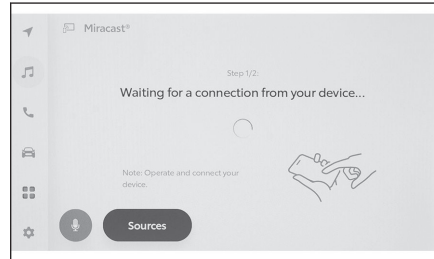 Miracast®
Step 1/2:
Waiting for a connection from your device...
Note: Operate and connect your
device.
Sources